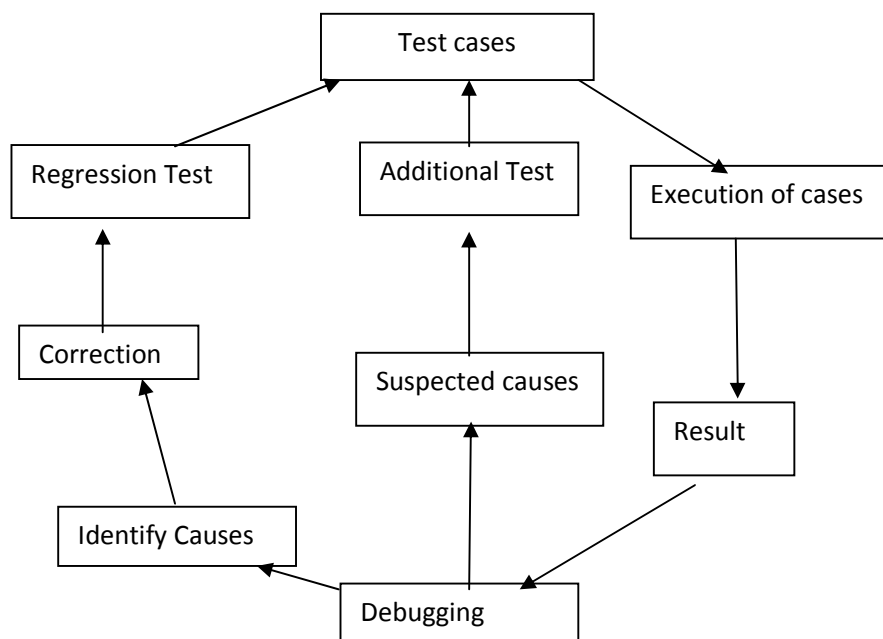 Test cases
Regression Test
Additional Test
Execution of cases
Correction
Suspected causes
Result
Identify Causes
Debugging